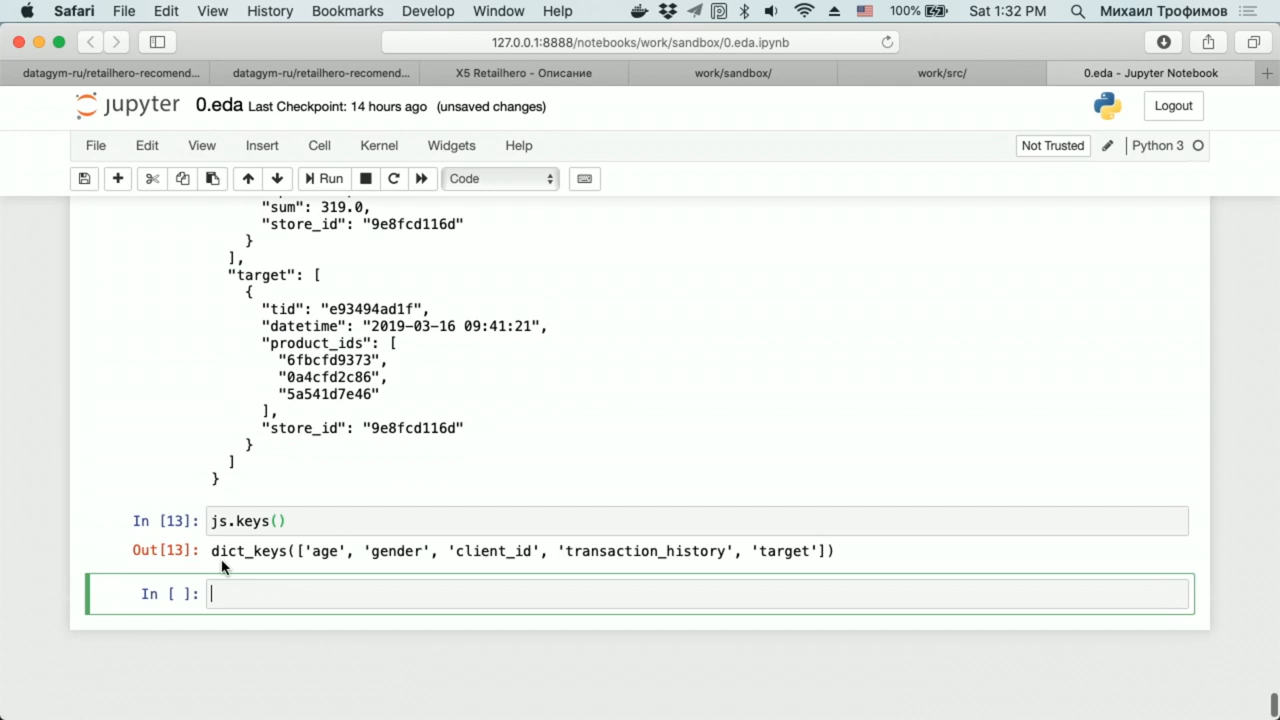 Safari File Edit View History Bookmarks Develop Window Help 100% Sat 1:32 PM Михаил Трофимов
127.0.0.1:8888/notebooks/work/sandbox/0.eda.ipynb
datagym-ru/retailhero-recomend... datagym-ru/retailhero-recomend... X5 Retailhero - Описание work/sandbox/ work/src/ 0.eda - Jupyter Notebook
jupyter 0.eda Last Checkpoint: 14 hours ago (unsaved changes) Logout
File Edit View Insert Cell Kernel Widgets Help Not Trusted Python 3
Run Code
"sum": 319.0,
"store_id": "9e8fcd116d"
}
],
"target": [
{
"tid": "e93494ad1f",
"datetime": "2019-03-16 09:41:21",
"product_ids": [
"6fbcfd9373",
"0a4cfd2c86",
"5a541d7e46"
],
"store_id": "9e8fcd116d"
}
]
}
In [13]: js.keys()
Out[13]: dict_keys(['age', 'gender', 'client_id', 'transaction_history', 'target'])
In [ ]: